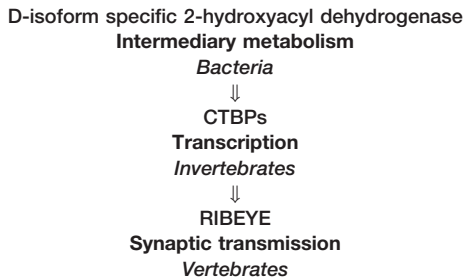 D-isoform specific 2-hydroxyacyl dehydrogenase
Intermediary metabolism
Bacteria
⇓
CTBPs
Transcription
Invertebrates
⇓
RIBEYE
Synaptic transmission
Vertebrates